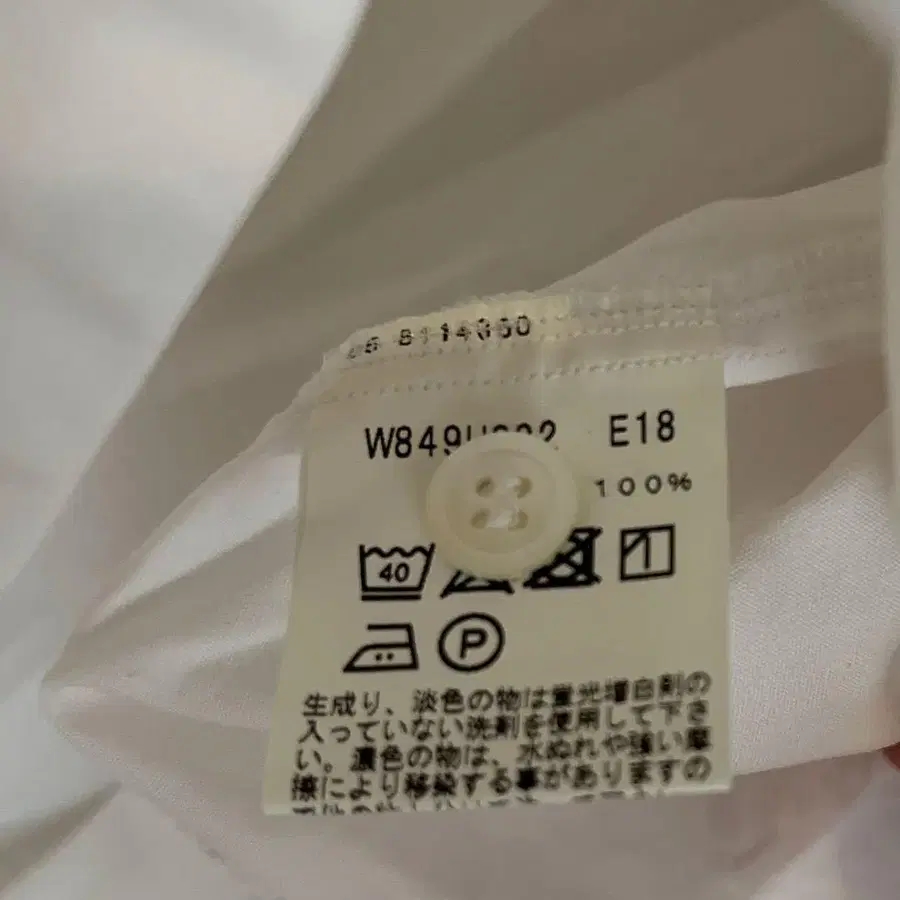 8114360
E18
100%
40
P
生成り、淡色の物は蛍光増白剤の
入っていない洗剤を使用して下さ
い。濃色の物は、水ぬれや強い摩
擦により移染する事がありますの